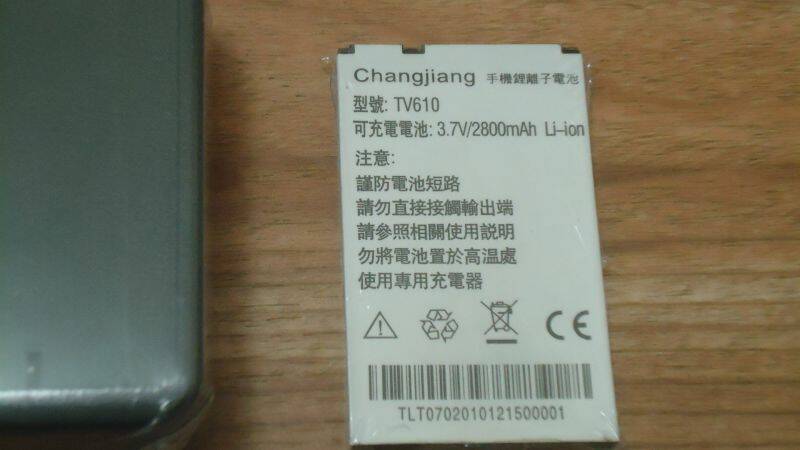 Changjiang 手機鋰離子電池
型號: TV610
可充電電池: 3.7V/2800mAh Li-ion
注意:
謹防電池短路
請勿直接接觸輸出端
請參照相關使用説明
勿將電池置於高溫處
使用專用充電器
CE
TLT0702010121500001